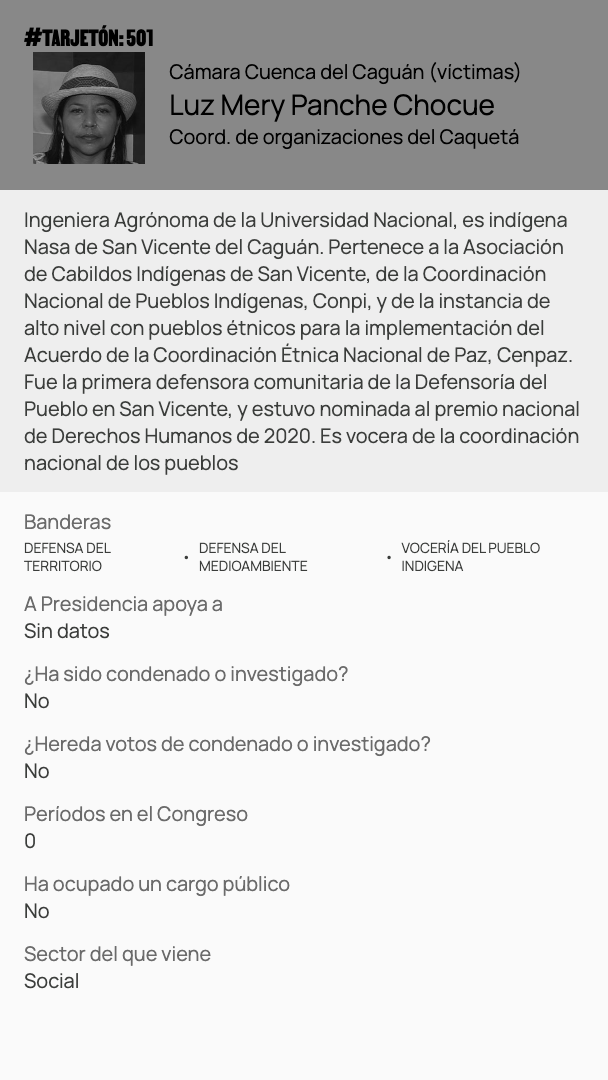 #TARJETÓN: 501
Cámara Cuenca del Caguán (víctimas)
Luz Mery Panche Chocue
Coord. de organizaciones del Caquetá
Ingeniera Agrónoma de la Universidad Nacional, es indígena
Nasa de San Vicente del Caguán. Pertenece a la Asociación
de Cabildos Indígenas de San Vicente, de la Coordinación
Nacional de Pueblos Indígenas, Conpi, y de la instancia de
alto nivel con pueblos étnicos para la implementación del
Acuerdo de la Coordinación Étnica Nacional de Paz, Cenpaz.
Fue la primera defensora comunitaria de la Defensoría del
Pueblo en San Vicente, y estuvo nominada al premio nacional
de Derechos Humanos de 2020. Es vocera de la coordinación
nacional de los pueblos
Banderas
DEFENSA DEL
TERRITORIO
• DEFENSA DEL
MEDIOAMBIENTE
• VOCERÍA DEL PUEBLO
INDIGENA
A Presidencia apoya a
Sin datos
¿Ha sido condenado o investigado?
No
¿Hereda votos de condenado o investigado?
No
Períodos en el Congreso
0
Ha ocupado un cargo público
No
Sector del que viene
Social